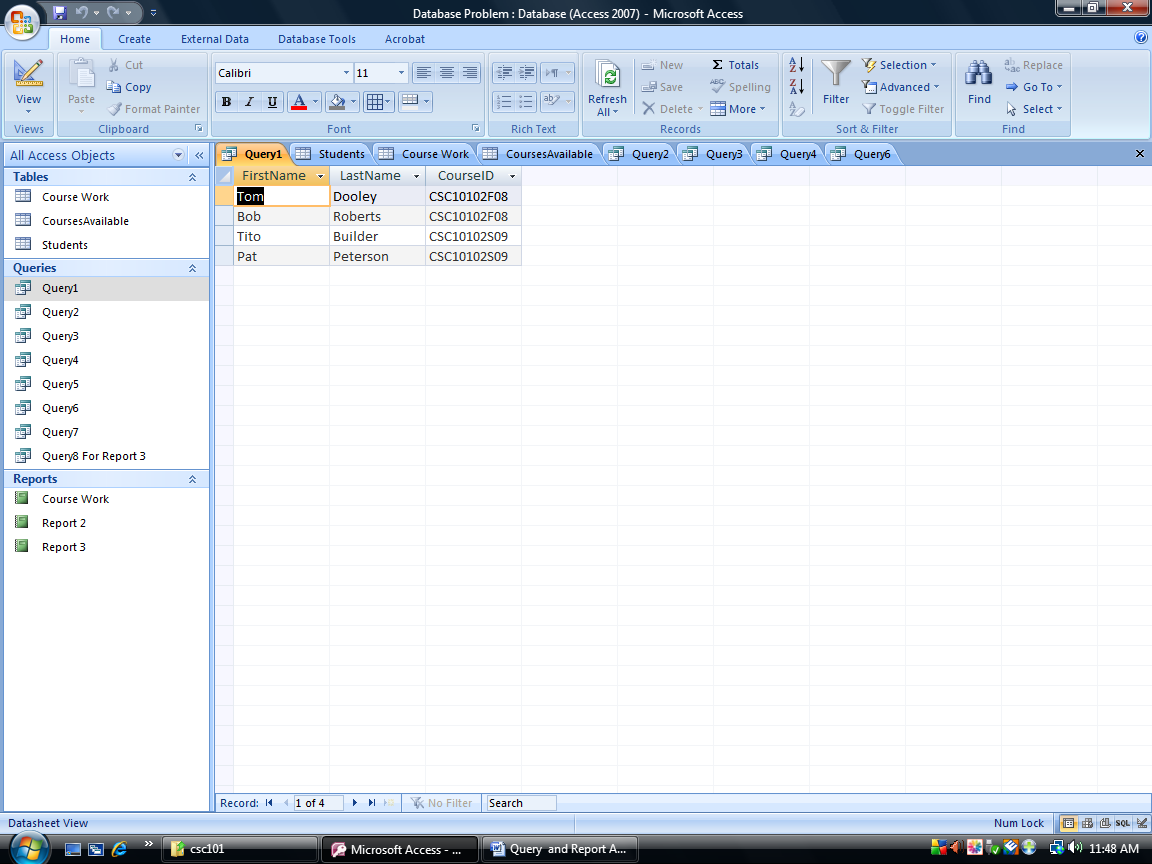 Database Problem : Database (Access 2007) - Microsoft Access
Home Create External Data Database Tools Acrobat
View
Views
Paste
Cut
Copy
Format Painter
Clipboard
Calibri 11
B I U A
Font
Rich Text
Refresh All
New
Save
Delete
Totals
Spelling
More
Records
Filter
Selection
Advanced
Toggle Filter
Sort & Filter
Find
Replace
Go To
Select
Find
All Access Objects
Query1 Students Course Work CoursesAvailable Query2 Query3 Query4 Query6
Tables
Course Work
CoursesAvailable
Students
Queries
Query1
Query2
Query3
Query4
Query5
Query6
Query7
Query8 For Report 3
Reports
Course Work
Report 2
Report 3
FirstName LastName CourseID
Tom Dooley CSC10102F08
Bob Roberts CSC10102F08
Tito Builder CSC10102S09
Pat Peterson CSC10102S09
Record: 1 of 4 No Filter Search
Datasheet View Num Lock SQL
csc101 Microsoft Access - ... Query and Report A... 11:48 AM